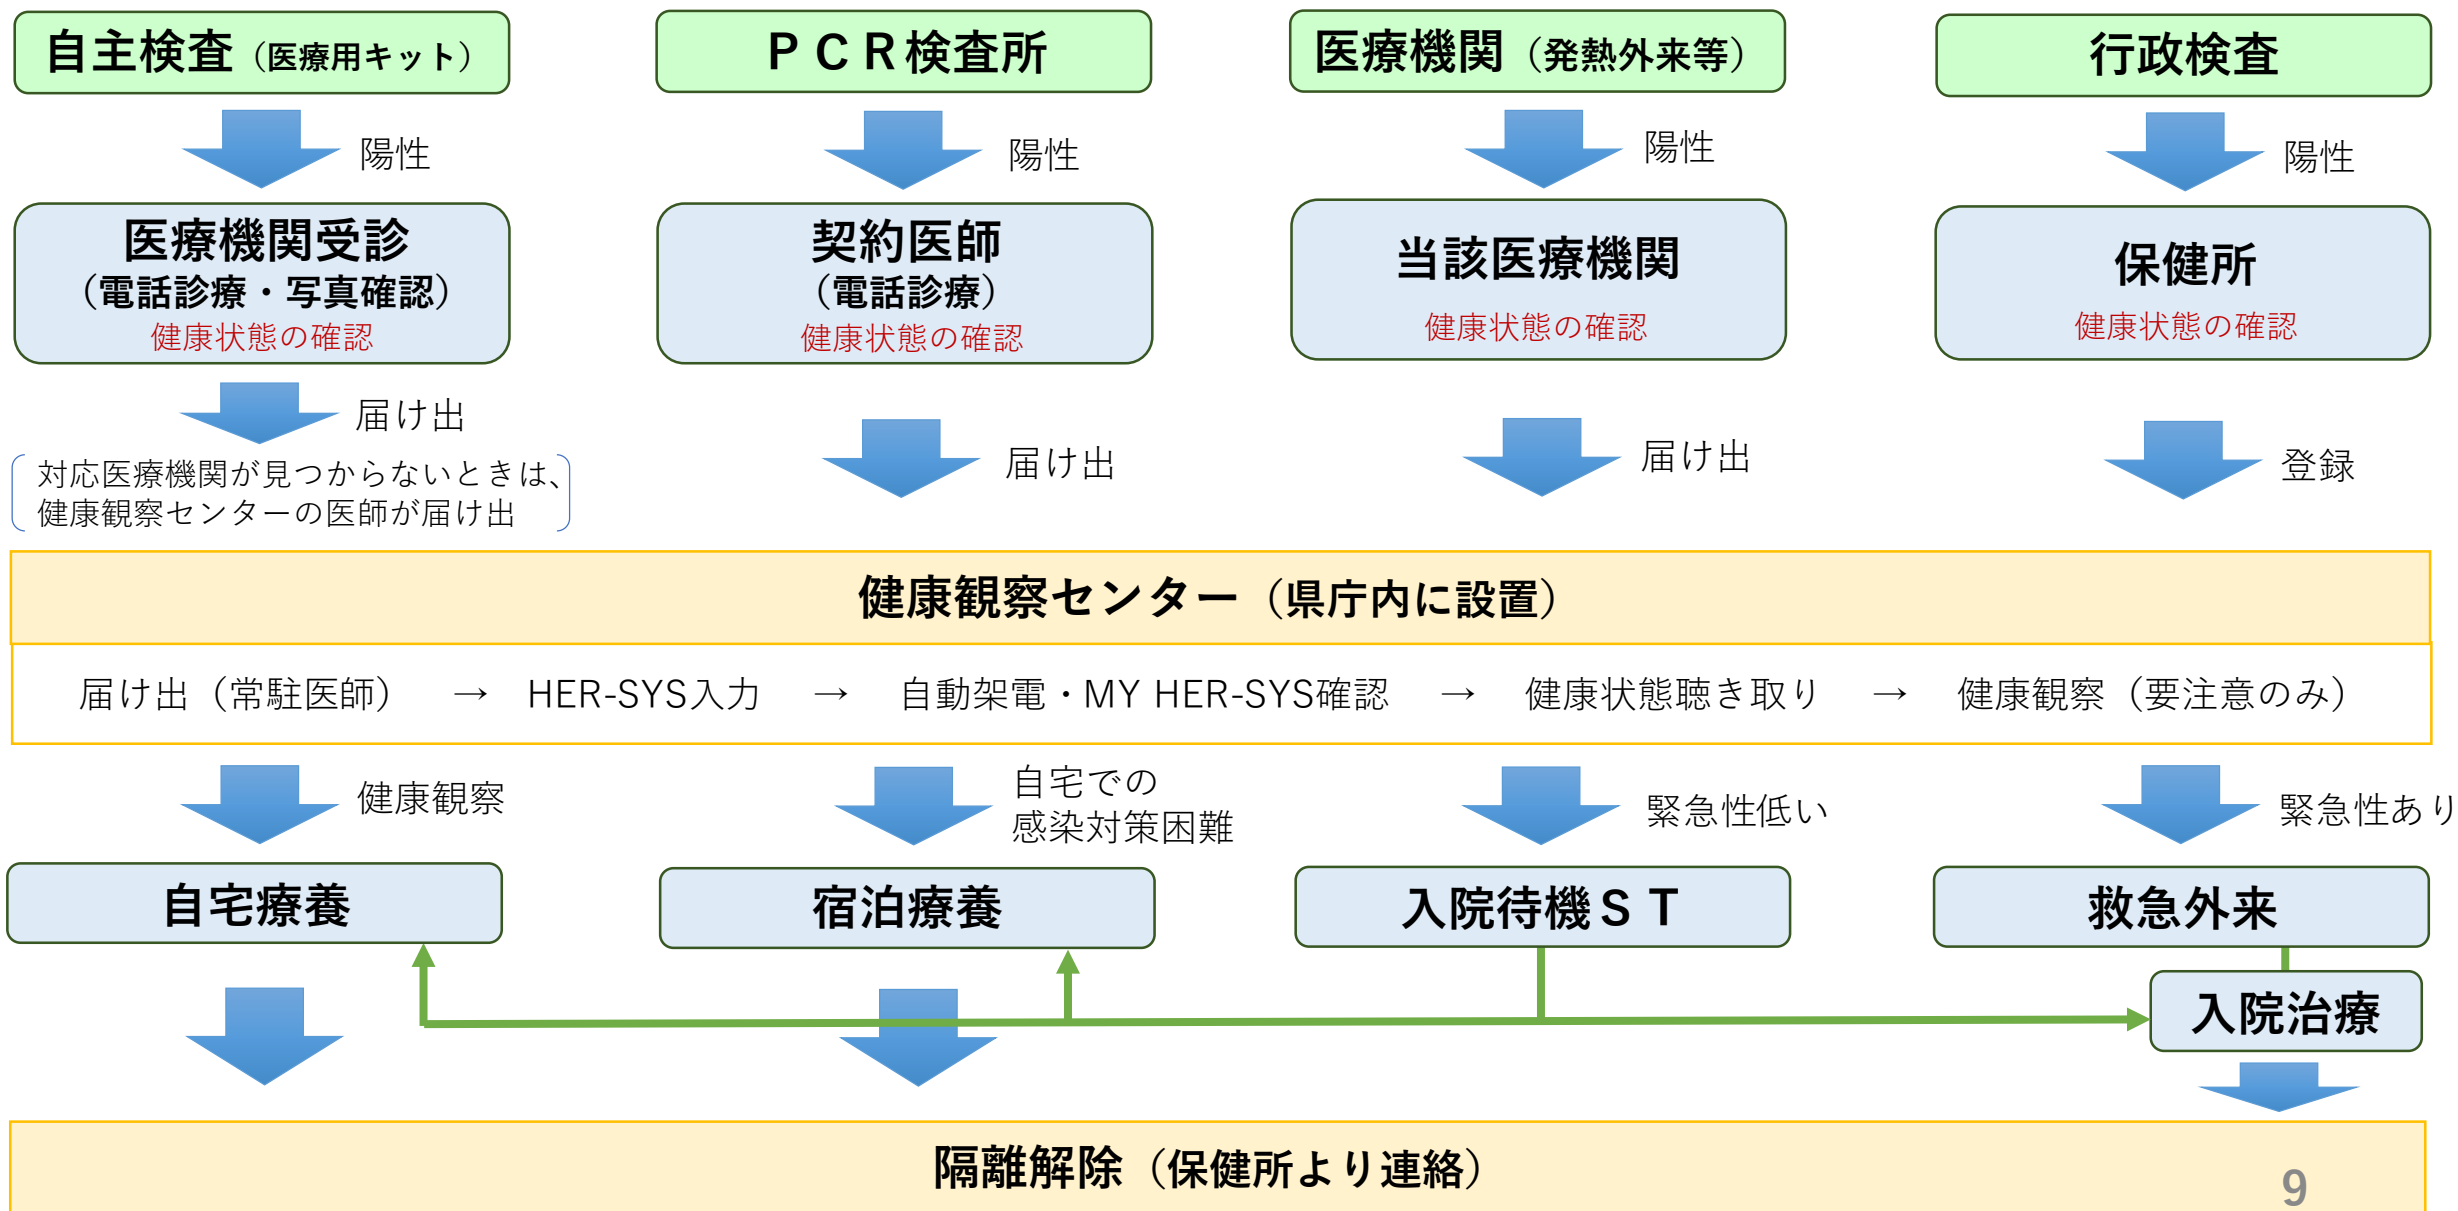 自主検査（医療用キット）
ＰＣＲ検査所
医療機関（発熱外来等）
行政検査
陽性
陽性
陽性
陽性
医療機関受診
（電話診療・写真確認）
健康状態の確認
契約医師
（電話診療）
健康状態の確認
当該医療機関
健康状態の確認
保健所
健康状態の確認
届け出
届け出
届け出
登録
対応医療機関が見つからないときは、
健康観察センターの医師が届け出
健康観察センター（県庁内に設置）
届け出（常駐医師） → HER-SYS入力 → 自動架電・MY HER-SYS確認 → 健康状態聴き取り → 健康観察（要注意のみ）
健康観察
自宅での
感染対策困難
緊急性低い
緊急性あり
自宅療養
宿泊療養
入院待機ＳＴ
救急外来
入院治療
隔離解除（保健所より連絡）
9